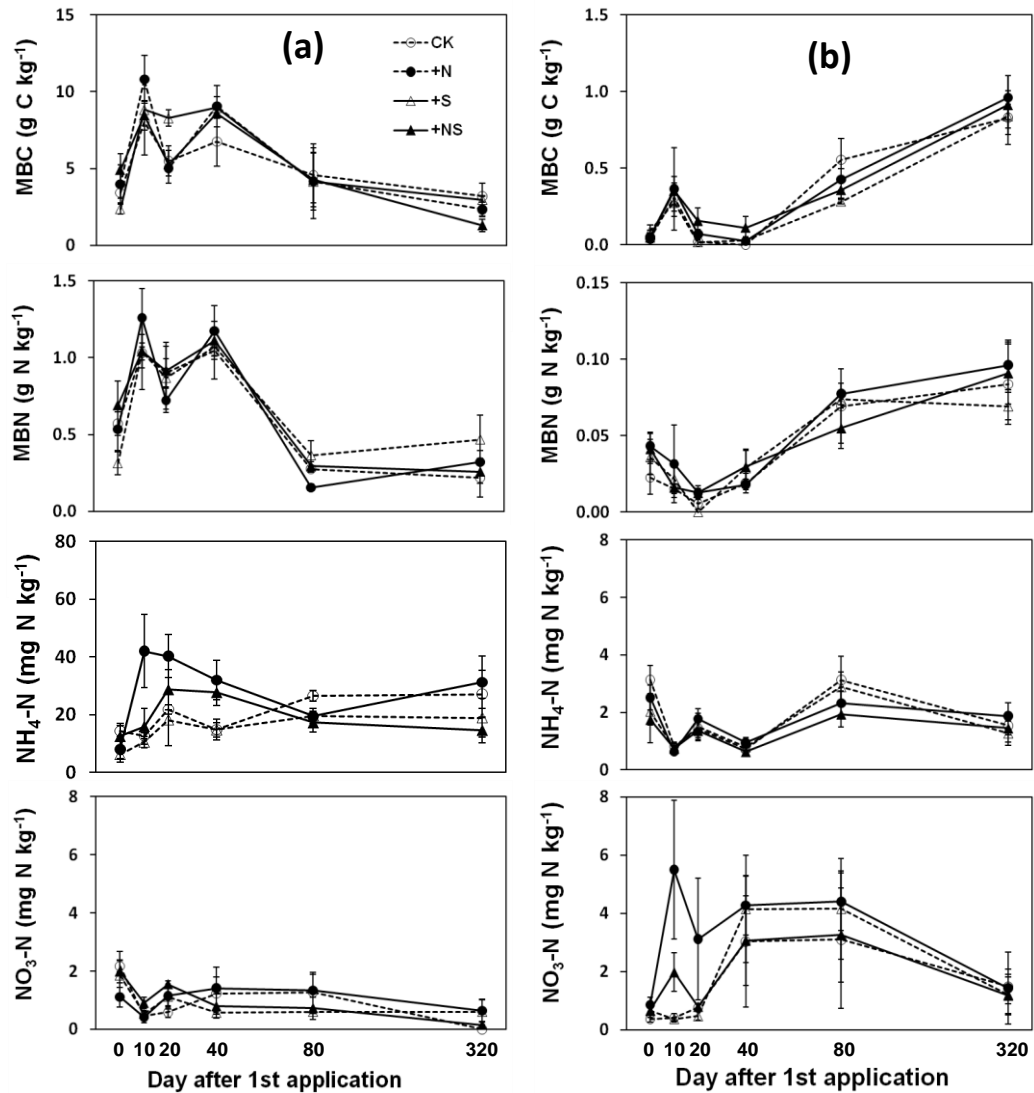 (a)
CK
+N
+S
+NS
MBC (g C kg⁻¹)
15
10
5
0
MBN (g N kg⁻¹)
1.5
1.0
0.5
0.0
NH₄-N (mg N kg⁻¹)
80
60
40
20
0
NO₃-N (mg N kg⁻¹)
8
6
4
2
0
0 10 20 40 80 320
Day after 1st application
(b)
MBC (g C kg⁻¹)
1.5
1.0
0.5
0.0
MBN (g N kg⁻¹)
0.15
0.10
0.05
0.00
NH₄-N (mg N kg⁻¹)
8
6
4
2
0
NO₃-N (mg N kg⁻¹)
8
6
4
2
0
0 10 20 40 80 320
Day after 1st application